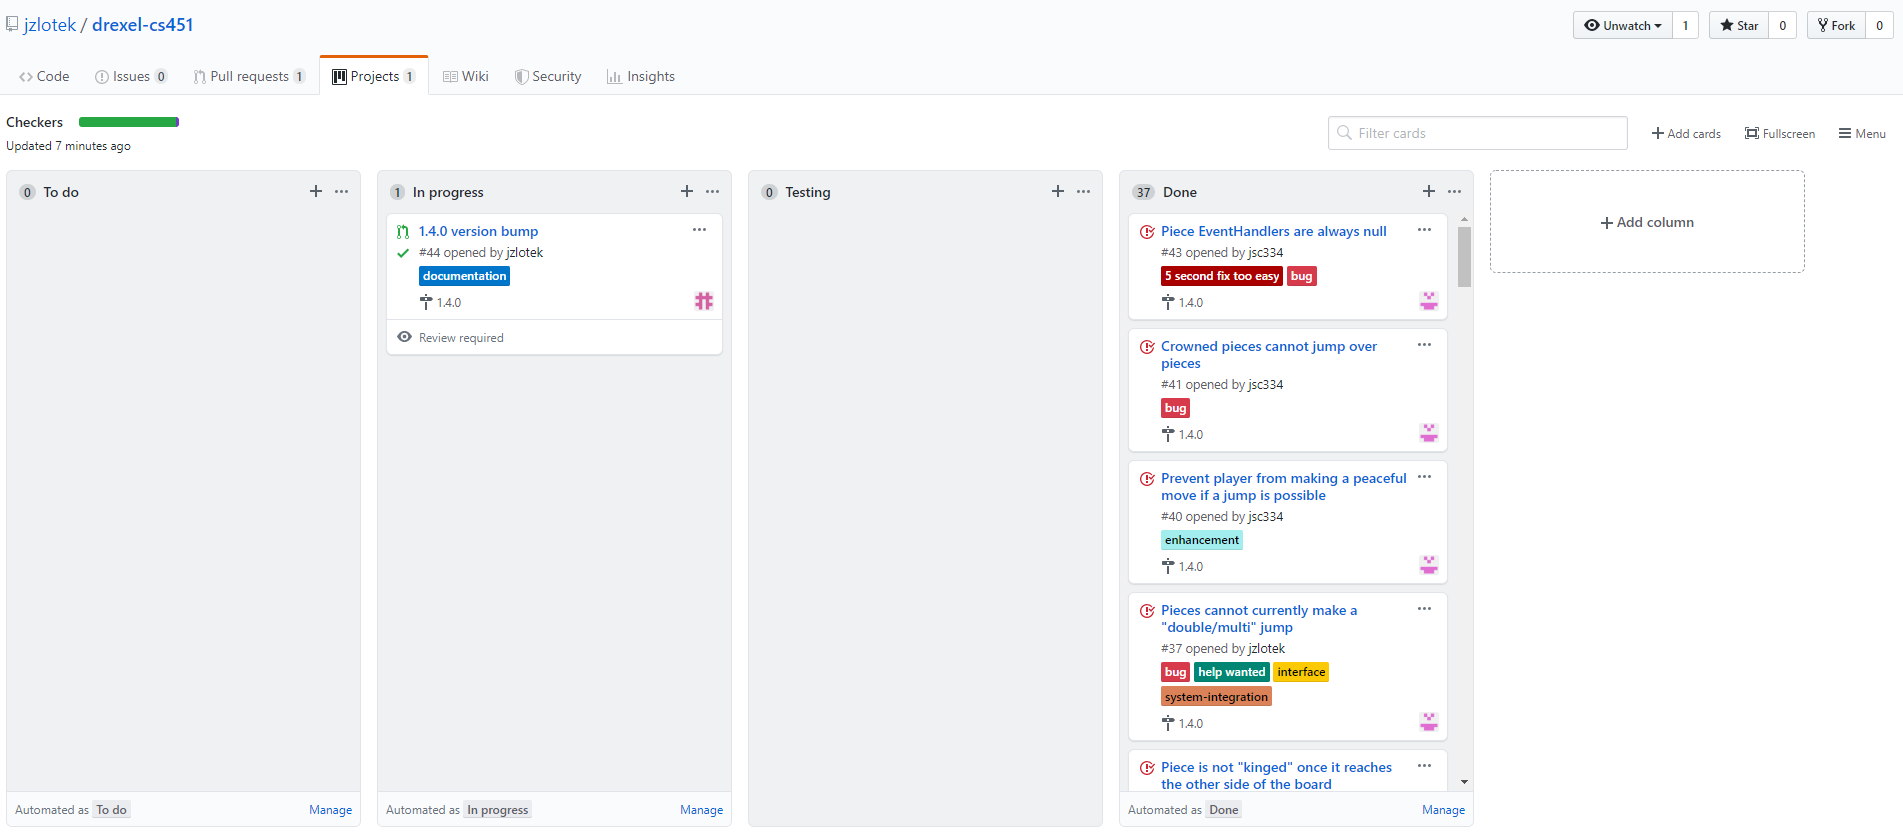 jzlotek / drexel-cs451
Unwatch 1 Star 0 Fork 0
Code Issues 0 Pull requests 1 Projects 1 Wiki Security Insights
Checkers
Updated 7 minutes ago
Filter cards
Add cards Fullscreen Menu
0 To do
Automated as To do Manage
1 In progress
1.4.0 version bump
#44 opened by jzlotek
documentation
1.4.0
Review required
Automated as In progress Manage
0 Testing
37 Done
Piece EventHandlers are always null
#43 opened by jsc334
5 second fix too easy bug
1.4.0
Crowned pieces cannot jump over
pieces
#41 opened by jsc334
bug
1.4.0
Prevent player from making a peaceful
move if a jump is possible
#40 opened by jsc334
enhancement
1.4.0
Pieces cannot currently make a
"double/multi" jump
#37 opened by jzlotek
bug help wanted interface
system-integration
1.4.0
Piece is not "kinged" once it reaches
the other side of the board
Automated as Done Manage
Add column